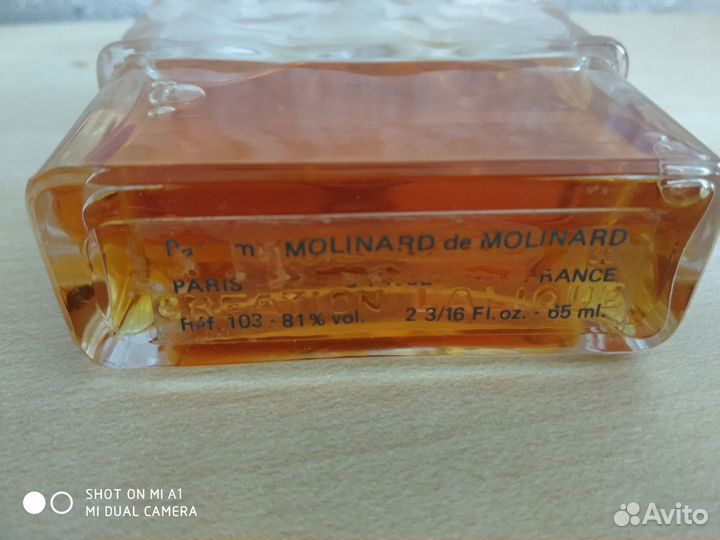 MOLINARD de MOLINARD
PARIS FRANCE
CREATION LALIQUE
Réf. 103 - 81% vol. 2 3/16 Fl. oz. - 65 ml.
SHOT ON MI A1
MI DUAL CAMERA
Avito